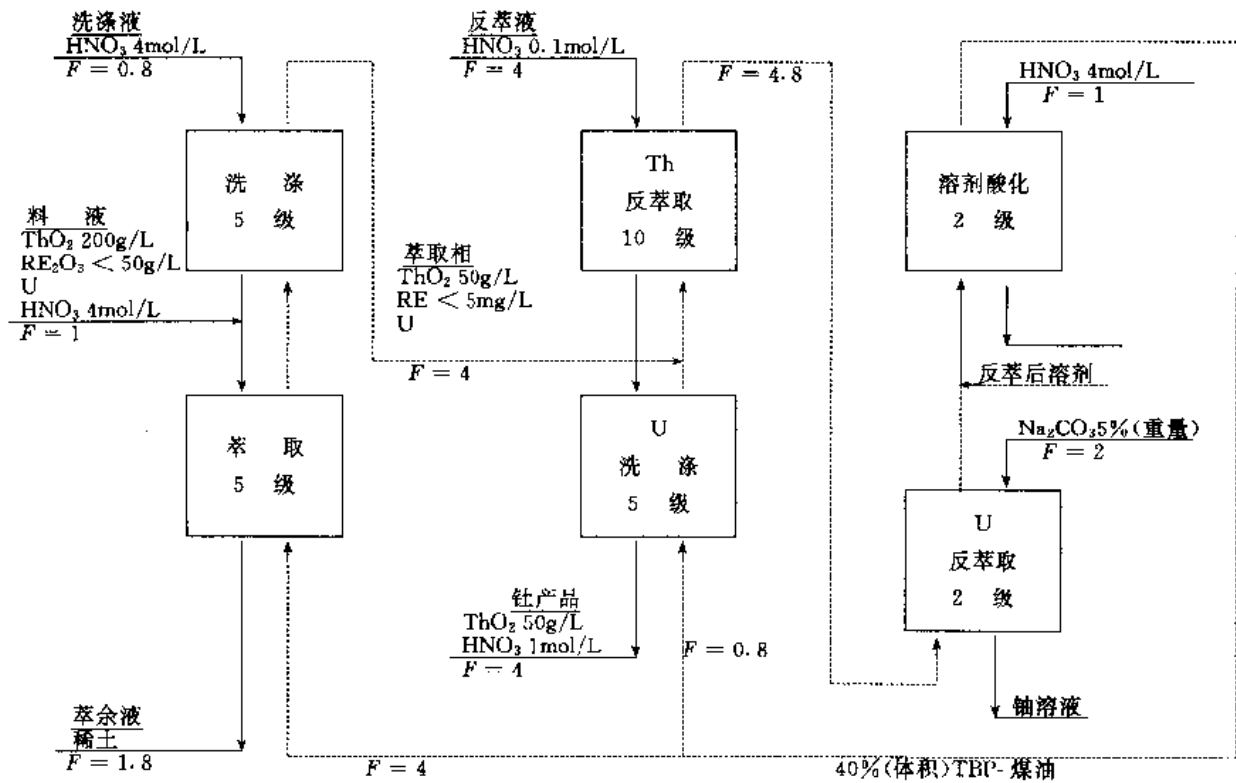 洗涤液
HNO₃ 4mol/L
F = 0.8
反萃液
HNO₃ 0.1mol/L
F = 4
F = 4.8
HNO₃ 4mol/L
F = 1
洗 涤
5 级
Th
反萃取
10 级
溶剂酸化
2 级
料 液
ThO₂ 200g/L
RE₂O₃ < 50g/L
U
HNO₃ 4mol/L
F = 1
萃取相
ThO₂ 50g/L
RE < 5mg/L
U
F = 4
反萃后溶剂
萃 取
5 级
U
洗 涤
5 级
Na₂CO₃5%(重量)
F = 2
U
反萃取
2 级
钍产品
ThO₂ 50g/L
HNO₃ 1mol/L
F = 4
F = 0.8
萃余液
稀土
F = 1.8
铀溶液
F = 4
40%(体积)TBP-煤油